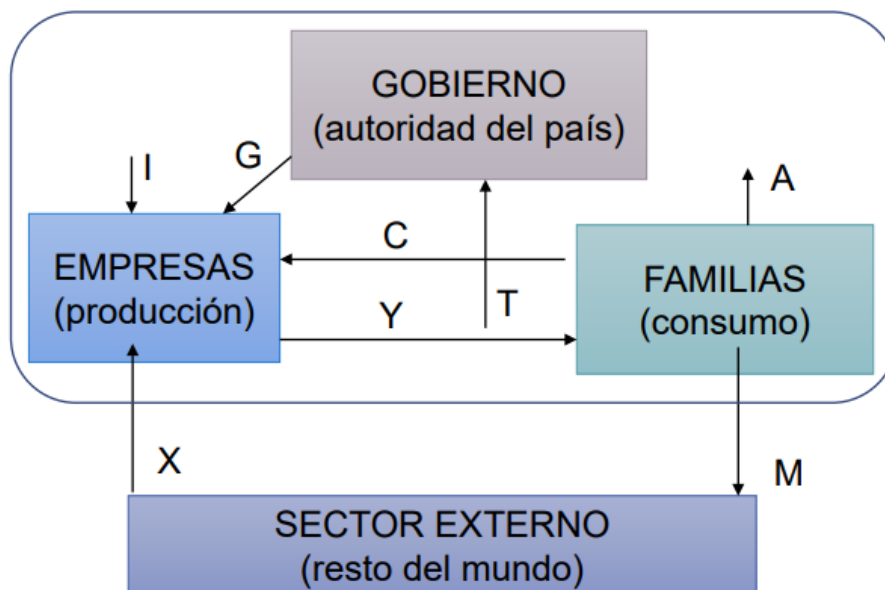 GOBIERNO
(autoridad del país)
G
I
A
C
EMPRESAS
(producción)
FAMILIAS
(consumo)
Y
T
X
M
SECTOR EXTERNO
(resto del mundo)